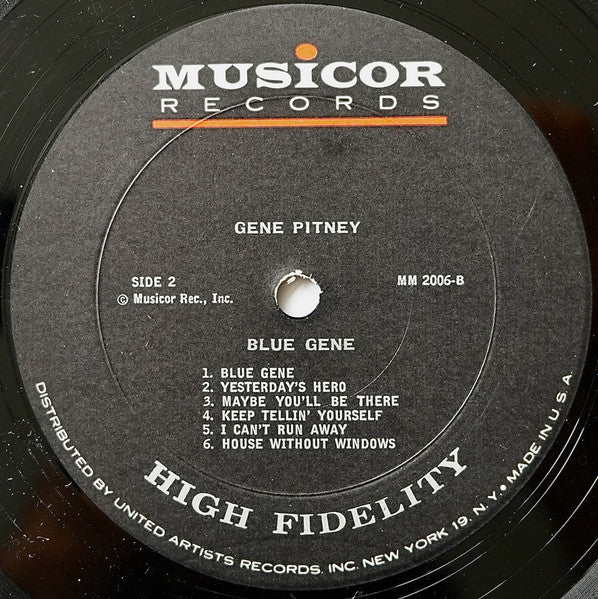 MUSICOR
RECORDS
GENE PITNEY
SIDE 2
© Musicor Rec., Inc.
MM 2006-B
BLUE GENE
1. BLUE GENE
2. YESTERDAY'S HERO
3. MAYBE YOU'LL BE THERE
4. KEEP TELLIN' YOURSELF
5. I CAN'T RUN AWAY
6. HOUSE WITHOUT WINDOWS
HIGH FIDELITY
DISTRIBUTED BY UNITED ARTISTS RECORDS, INC. NEW YORK 19, N.Y. • MADE IN U.S.A.